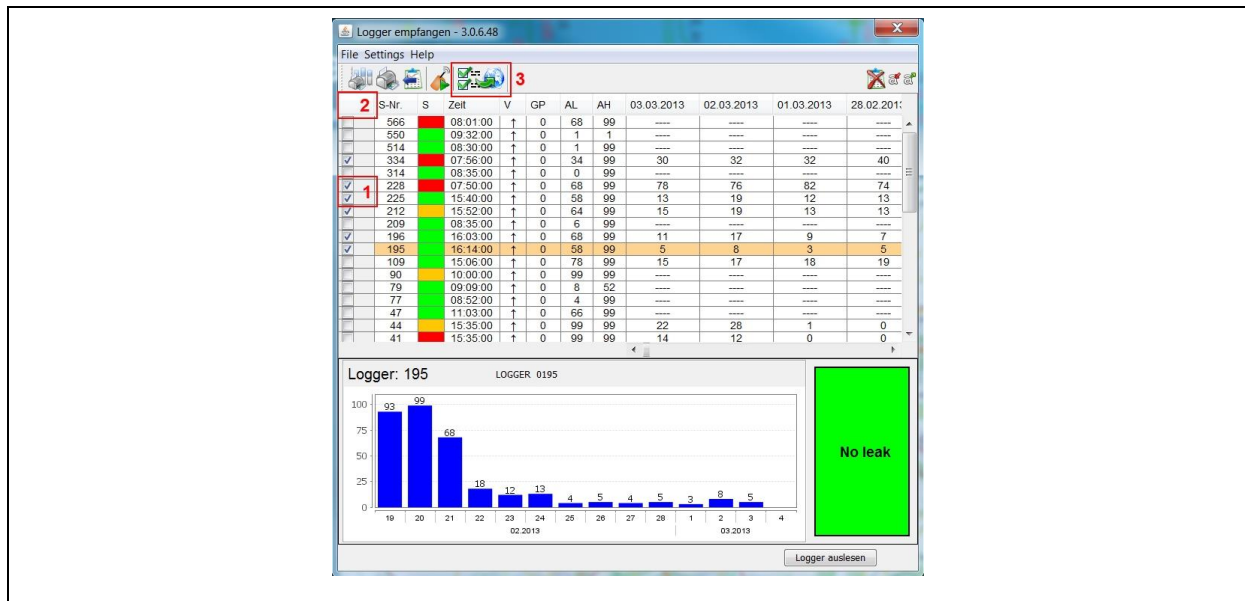 Logger empfangen - 3.0.6.48
File Settings Help
3
2 S-Nr. S Zeit V GP AL AH 03.03.2013 02.03.2013 01.03.2013 28.02.201
566 08:01:00 ↑ 0 68 99 ---- ---- ---- ----
550 09:32:00 ↑ 0 1 1 ---- ---- ---- ----
514 08:30:00 ↑ 0 1 99 ---- ---- ---- ----
334 07:56:00 ↑ 0 34 99 30 32 32 40
314 08:35:00 ↑ 0 0 99 ---- ---- ---- ----
1
228 07:50:00 ↑ 0 68 99 78 76 82 74
225 15:40:00 ↑ 0 58 99 13 19 12 13
212 15:52:00 ↑ 0 64 99 15 19 13 13
209 08:35:00 ↑ 0 6 99 ---- ---- ---- ----
196 16:03:00 ↑ 0 68 99 11 17 9 7
195 16:14:00 ↑ 0 58 99 5 8 3 5
109 15:06:00 ↑ 0 78 99 15 17 18 19
90 10:00:00 ↑ 0 99 99 ---- ---- ---- ----
79 09:09:00 ↑ 0 8 52 ---- ---- ---- ----
77 08:52:00 ↑ 0 4 99 ---- ---- ---- ----
47 11:03:00 ↑ 0 66 99 ---- ---- ---- ----
44 15:35:00 ↑ 0 99 99 22 28 1 0
41 15:35:00 ↑ 0 99 99 14 12 0 0
Logger: 195 LOGGER 0195
100
75
50
25
0
93 99 68 18 12 13 4 5 4 5 3 8 5
19 20 21 22 23 24 25 26 27 28 1 2 3 4
02.2013 03.2013
No leak
Logger auslesen